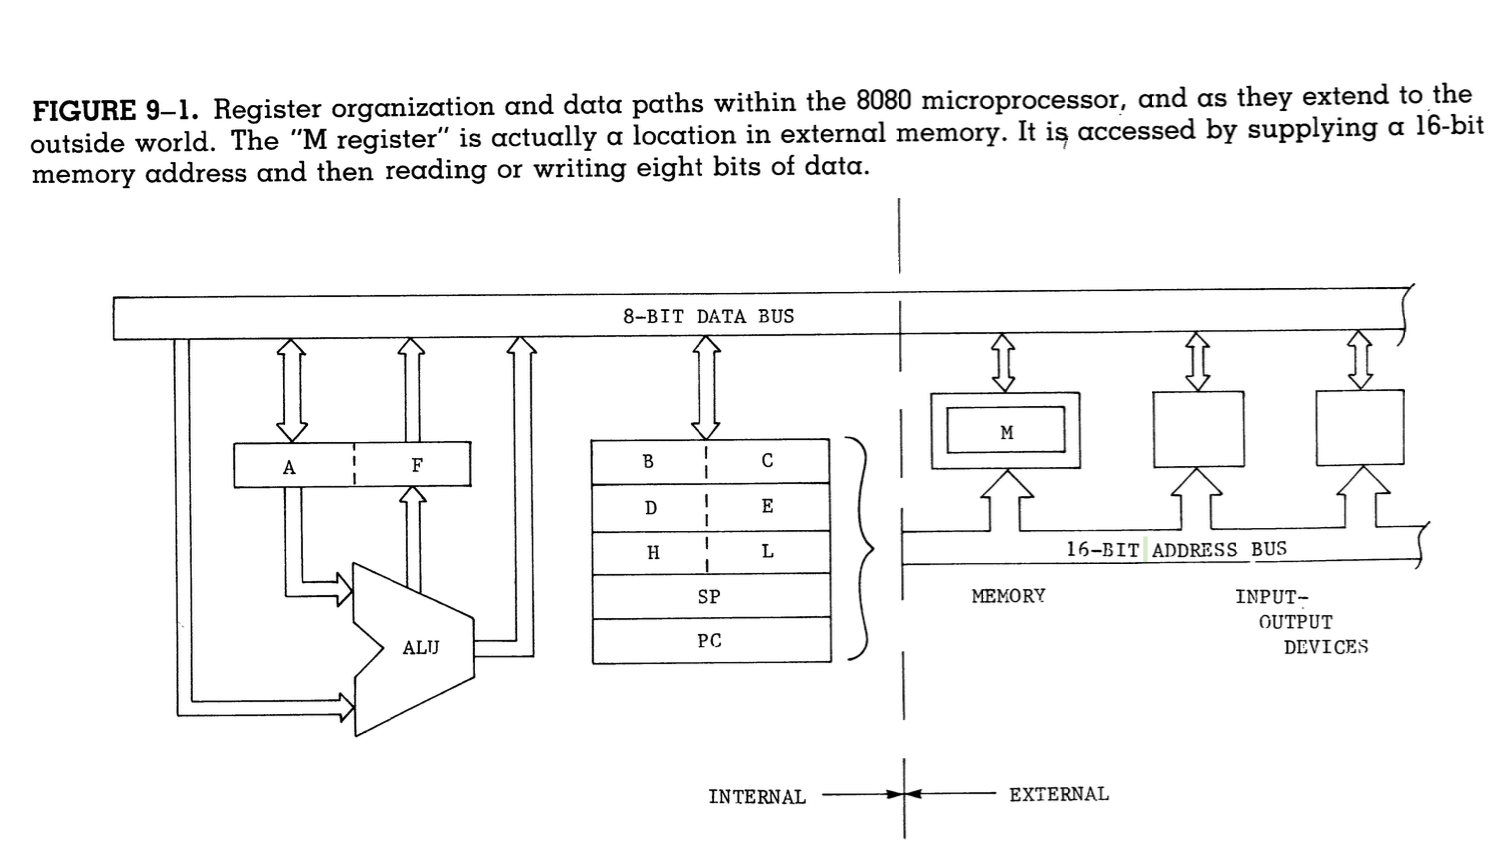 FIGURE 9–1. Register organization and data paths within the 8080 microprocessor, and as they extend to the
outside world. The "M register" is actually a location in external memory. It is accessed by supplying a 16-bit
memory address and then reading or writing eight bits of data.
8-BIT DATA BUS
A F
B C
D E
H L
SP
PC
ALU
M
16-BIT ADDRESS BUS
MEMORY
INPUT-
OUTPUT
DEVICES
INTERNAL
EXTERNAL